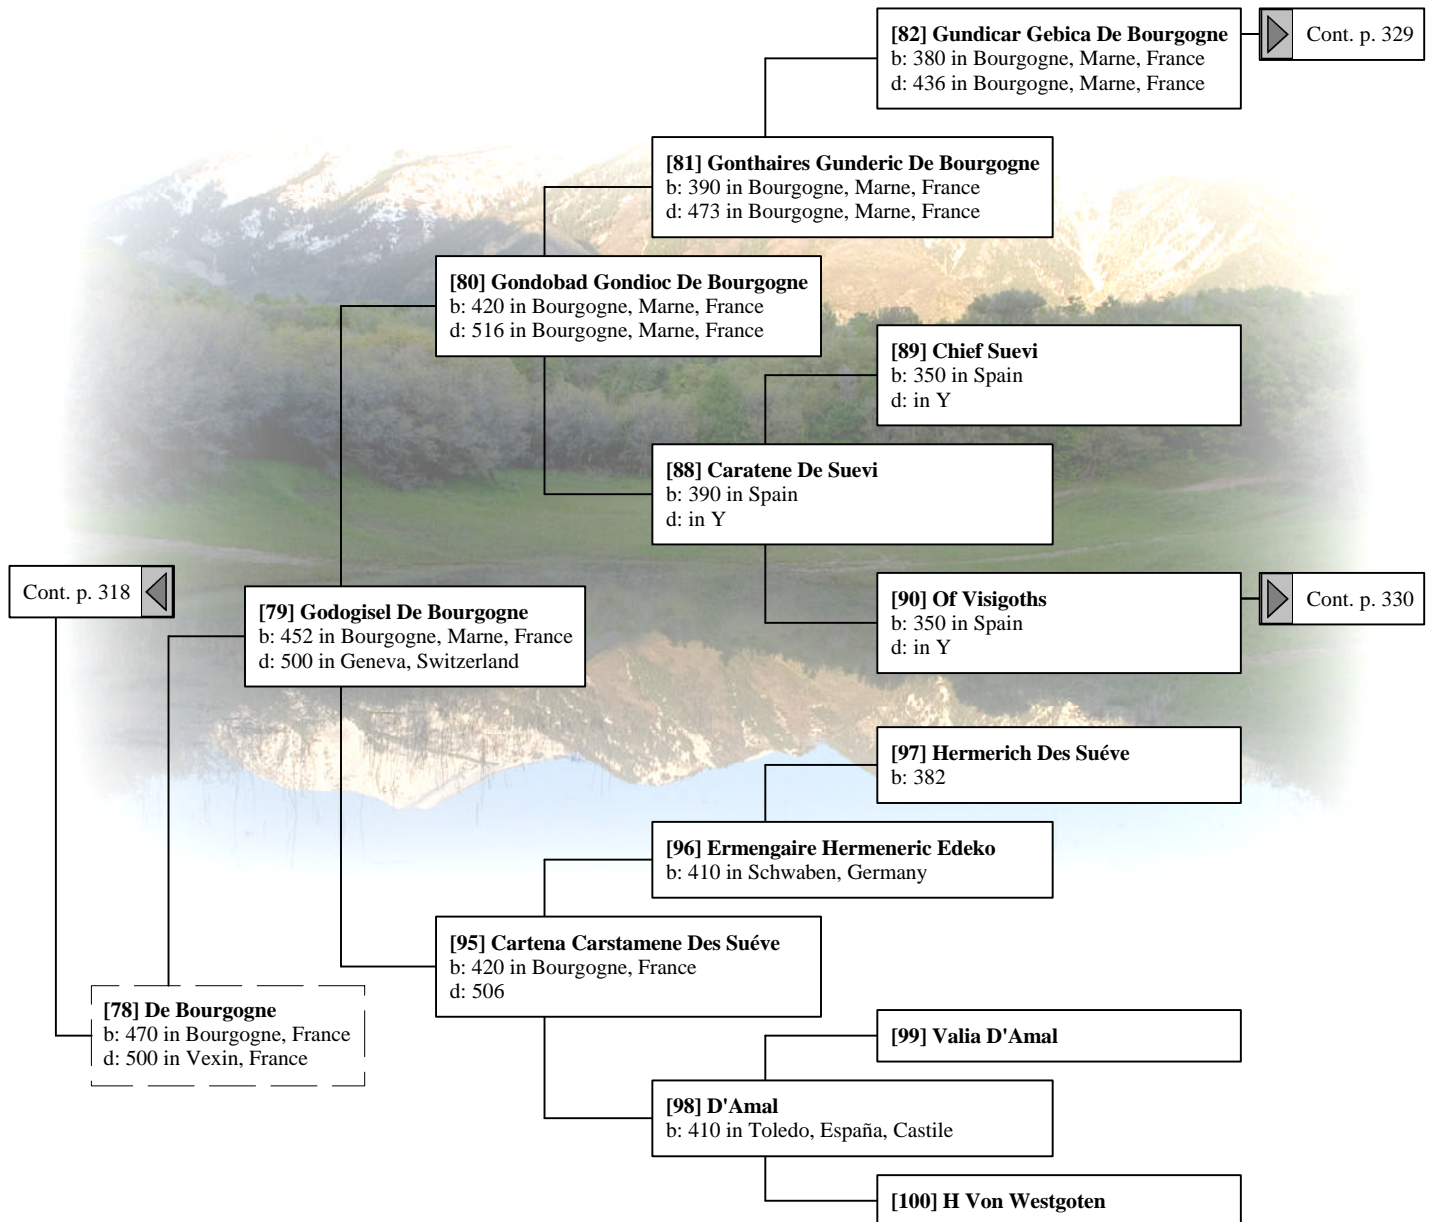 [82] Gundicar Gebica De Bourgogne
b: 380 in Bourgogne, Marne, France
d: 436 in Bourgogne, Marne, France
Cont. p. 329
[81] Gonthaires Gunderic De Bourgogne
b: 390 in Bourgogne, Marne, France
d: 473 in Bourgogne, Marne, France
[80] Gondobad Gondioc De Bourgogne
b: 420 in Bourgogne, Marne, France
d: 516 in Bourgogne, Marne, France
[89] Chief Suevi
b: 350 in Spain
d: in Y
[88] Caratene De Suevi
b: 390 in Spain
d: in Y
[90] Of Visigoths
b: 350 in Spain
d: in Y
Cont. p. 330
Cont. p. 318
[79] Godogisel De Bourgogne
b: 452 in Bourgogne, Marne, France
d: 500 in Geneva, Switzerland
[97] Hermerich Des Suéve
b: 382
[96] Ermengaire Hermeneric Edeko
b: 410 in Schwaben, Germany
[95] Cartena Carstamene Des Suéve
b: 420 in Bourgogne, France
d: 506
[78] De Bourgogne
b: 470 in Bourgogne, France
d: 500 in Vexin, France
[99] Valia D'Amal
[98] D'Amal
b: 410 in Toledo, España, Castile
[100] H Von Westgoten